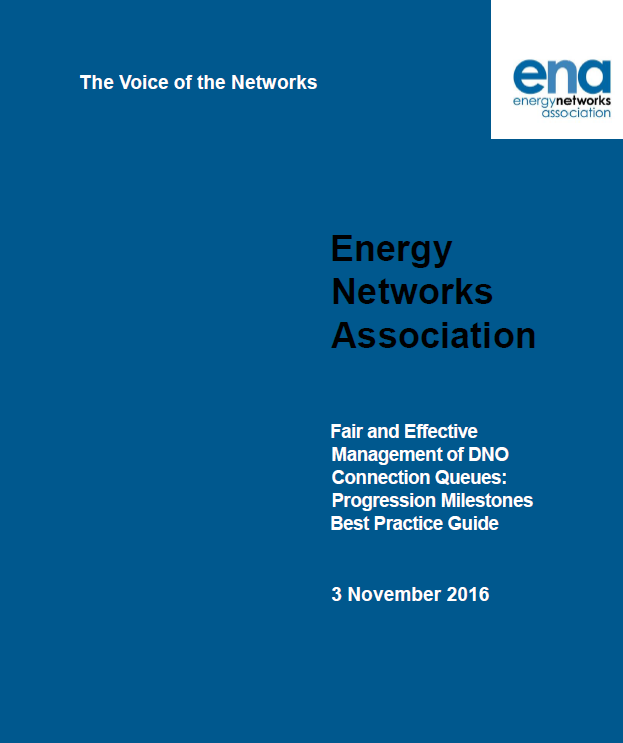 The Voice of the Networks
ena
energynetworks
association
Energy
Networks
Association
Fair and Effective
Management of DNO
Connection Queues:
Progression Milestones
Best Practice Guide
3 November 2016